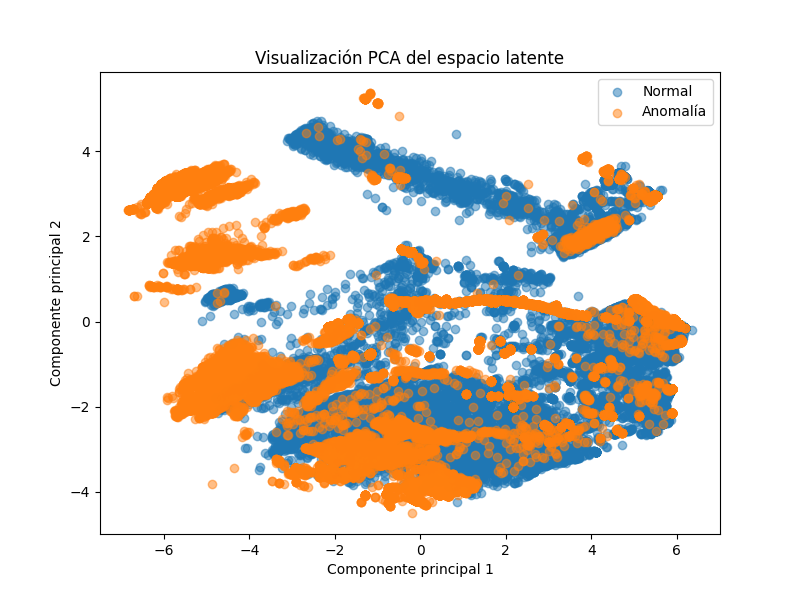 Visualización PCA del espacio latente
Normal
Anomalía
Componente principal 2
4
2
0
−2
−4
−6
−4
−2
0
2
4
6
Componente principal 1